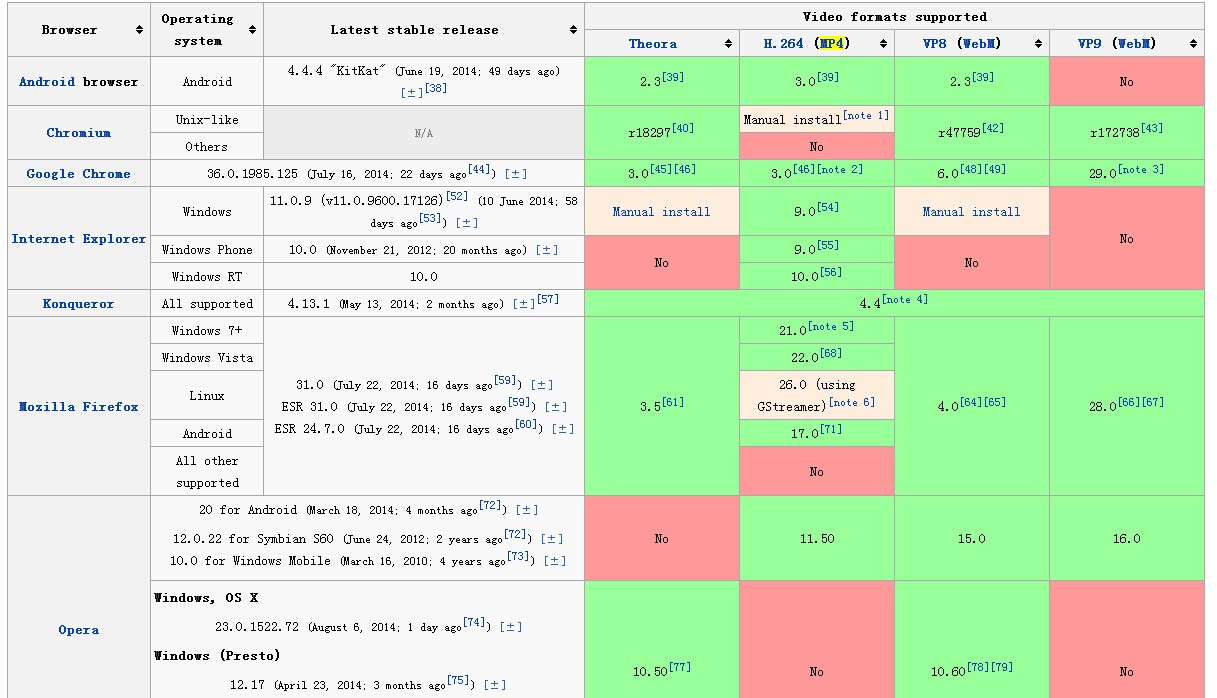 Browser
Operating system
Latest stable release
Video formats supported
Theora
H.264 (MP4)
VP8 (WebM)
VP9 (WebM)
Android browser
Android
4.4.4 "KitKat" (June 19, 2014; 49 days ago)
[±][38]
2.3[39]
3.0[39]
2.3[39]
No
Chromium
Unix-like
Others
N/A
r18297[40]
Manual install[note 1]
No
r47759[42]
r172738[43]
Google Chrome
36.0.1985.125 (July 16, 2014; 22 days ago[44]) [±]
3.0[45][46]
3.0[46][note 2]
6.0[48][49]
29.0[note 3]
Internet Explorer
Windows
11.0.9 (v11.0.9600.17126)[52] (10 June 2014; 58
days ago[53]) [±]
Manual install
9.0[54]
Manual install
No
Windows Phone
10.0 (November 21, 2012; 20 months ago) [±]
No
9.0[55]
No
Windows RT
10.0
10.0[56]
Konqueror
All supported
4.13.1 (May 13, 2014; 2 months ago) [±][57]
4.4[note 4]
Mozilla Firefox
Windows 7+
Windows Vista
Linux
Android
All other
supported
31.0 (July 22, 2014; 16 days ago[59]) [±]
ESR 31.0 (July 22, 2014; 16 days ago[59]) [±]
ESR 24.7.0 (July 22, 2014; 16 days ago[60]) [±]
3.5[61]
21.0[note 5]
22.0[68]
26.0 (using
GStreamer)[note 6]
17.0[71]
No
4.0[64][65]
28.0[66][67]
Opera
20 for Android (March 18, 2014; 4 months ago[72]) [±]
12.0.22 for Symbian S60 (June 24, 2012; 2 years ago[72]) [±]
10.0 for Windows Mobile (March 16, 2010; 4 years ago[73]) [±]
No
11.50
15.0
16.0
Windows, OS X
23.0.1522.72 (August 6, 2014; 1 day ago[74]) [±]
Windows (Presto)
12.17 (April 23, 2014; 3 months ago[75]) [±]
10.50[77]
No
10.60[78][79]
No